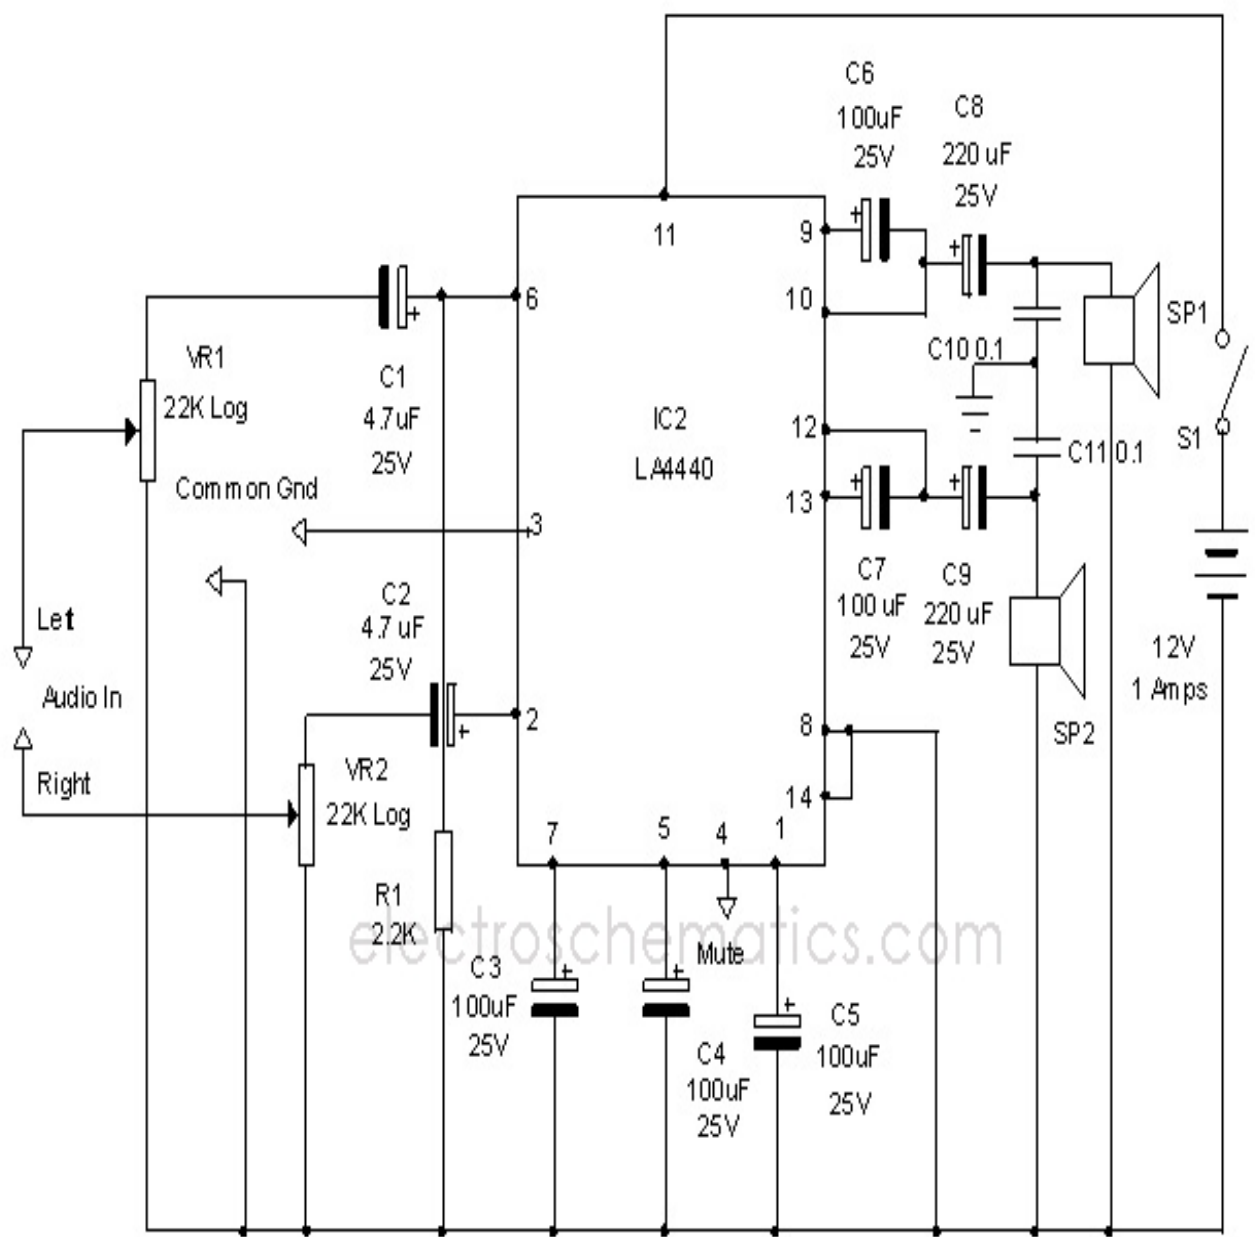 C6
100uF
25V
C8
220 uF
25V
11
9
10
6
SP1
C10 0.1
VR1
22K Log
C1
4.7uF
25V
IC2
LA4440
12
13
S1
C11 0.1
Common Gnd
3
C2
4.7 uF
25V
C7
100 uF
25V
C9
220 uF
25V
Left
Audio In
Right
12V
1 Amps
2
8
SP2
VR2
22K Log
14
7
5
4
1
R1
2.2K
electroschematics.com
Mute
C3
100uF
25V
C4
100uF
25V
C5
100uF
25V